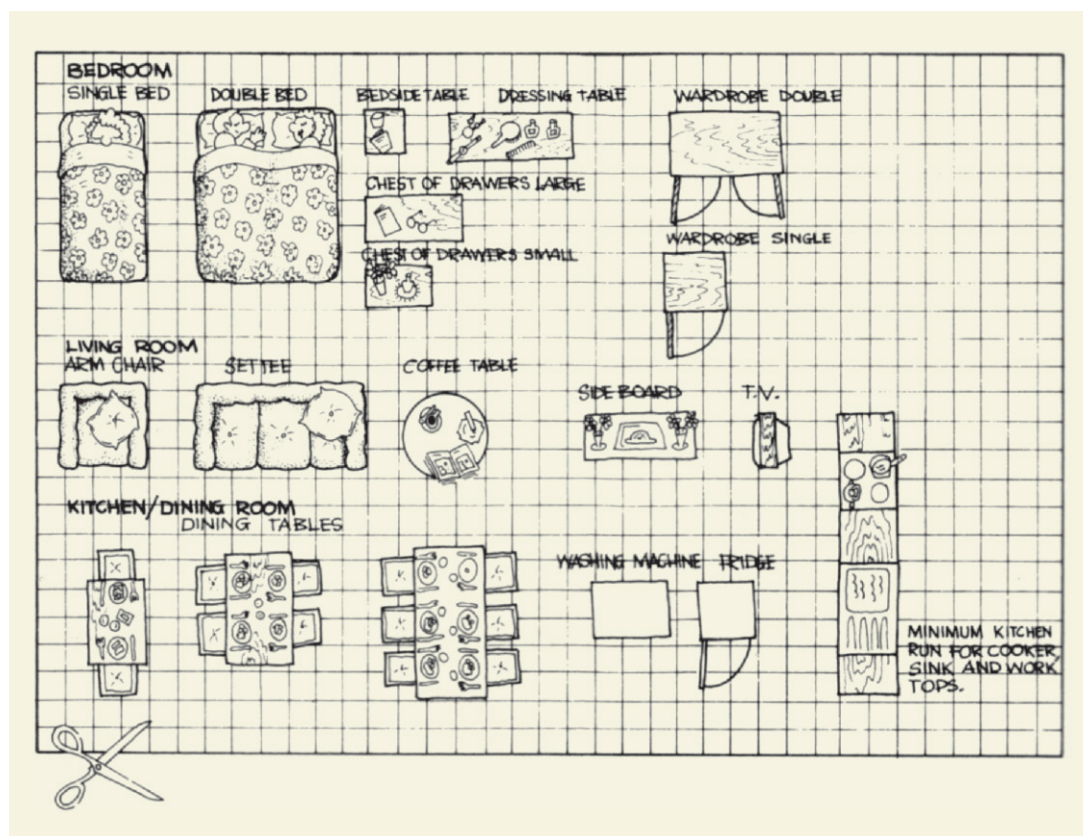 BEDROOM
SINGLE BED
DOUBLE BED
BEDSIDE TABLE
DRESSING TABLE
WARDROBE DOUBLE
CHEST OF DRAWERS LARGE
WARDROBE SINGLE
CHEST OF DRAWERS SMALL
LIVING ROOM
ARM CHAIR
SETTEE
COFFEE TABLE
SIDE BOARD
T.V.
KITCHEN/DINING ROOM
DINING TABLES
WASHING MACHINE
FRIDGE
MINIMUM KITCHEN
RUN FOR COOKER,
SINK AND WORK
TOPS.